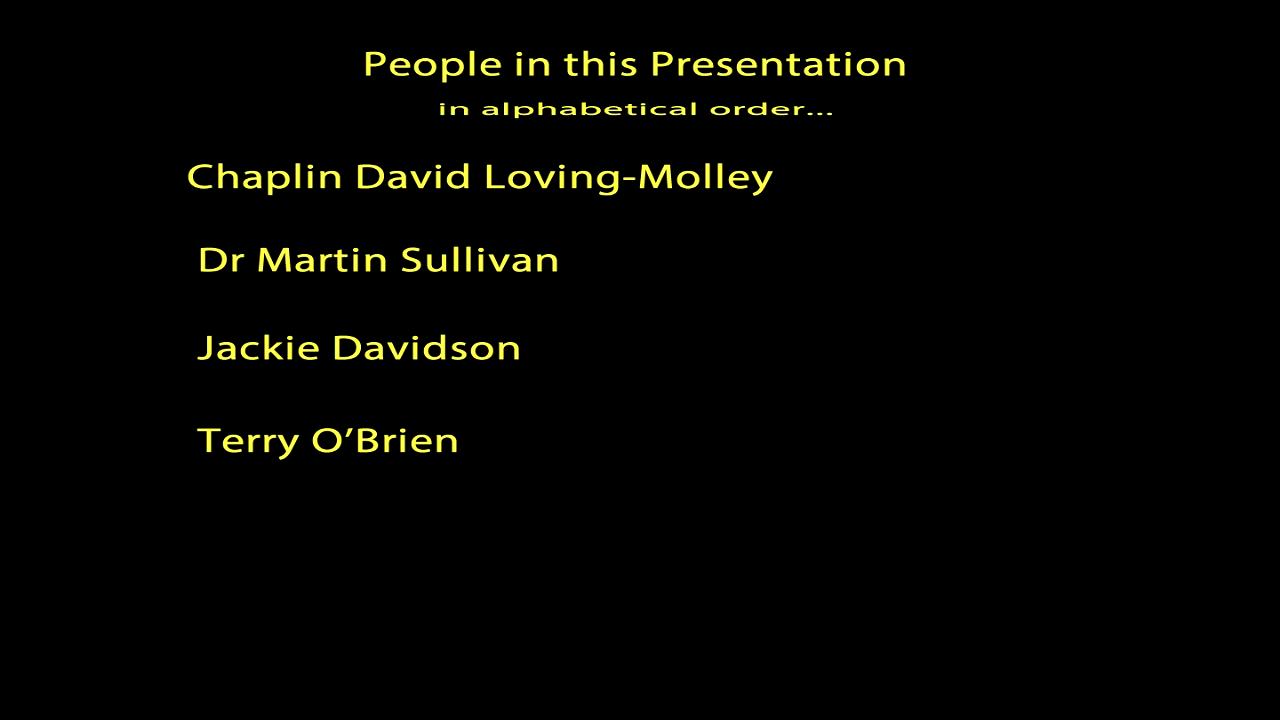 People in this Presentation
in alphabetical order...
Chaplin David Loving-Molley
Dr Martin Sullivan
Jackie Davidson
Terry O’Brien